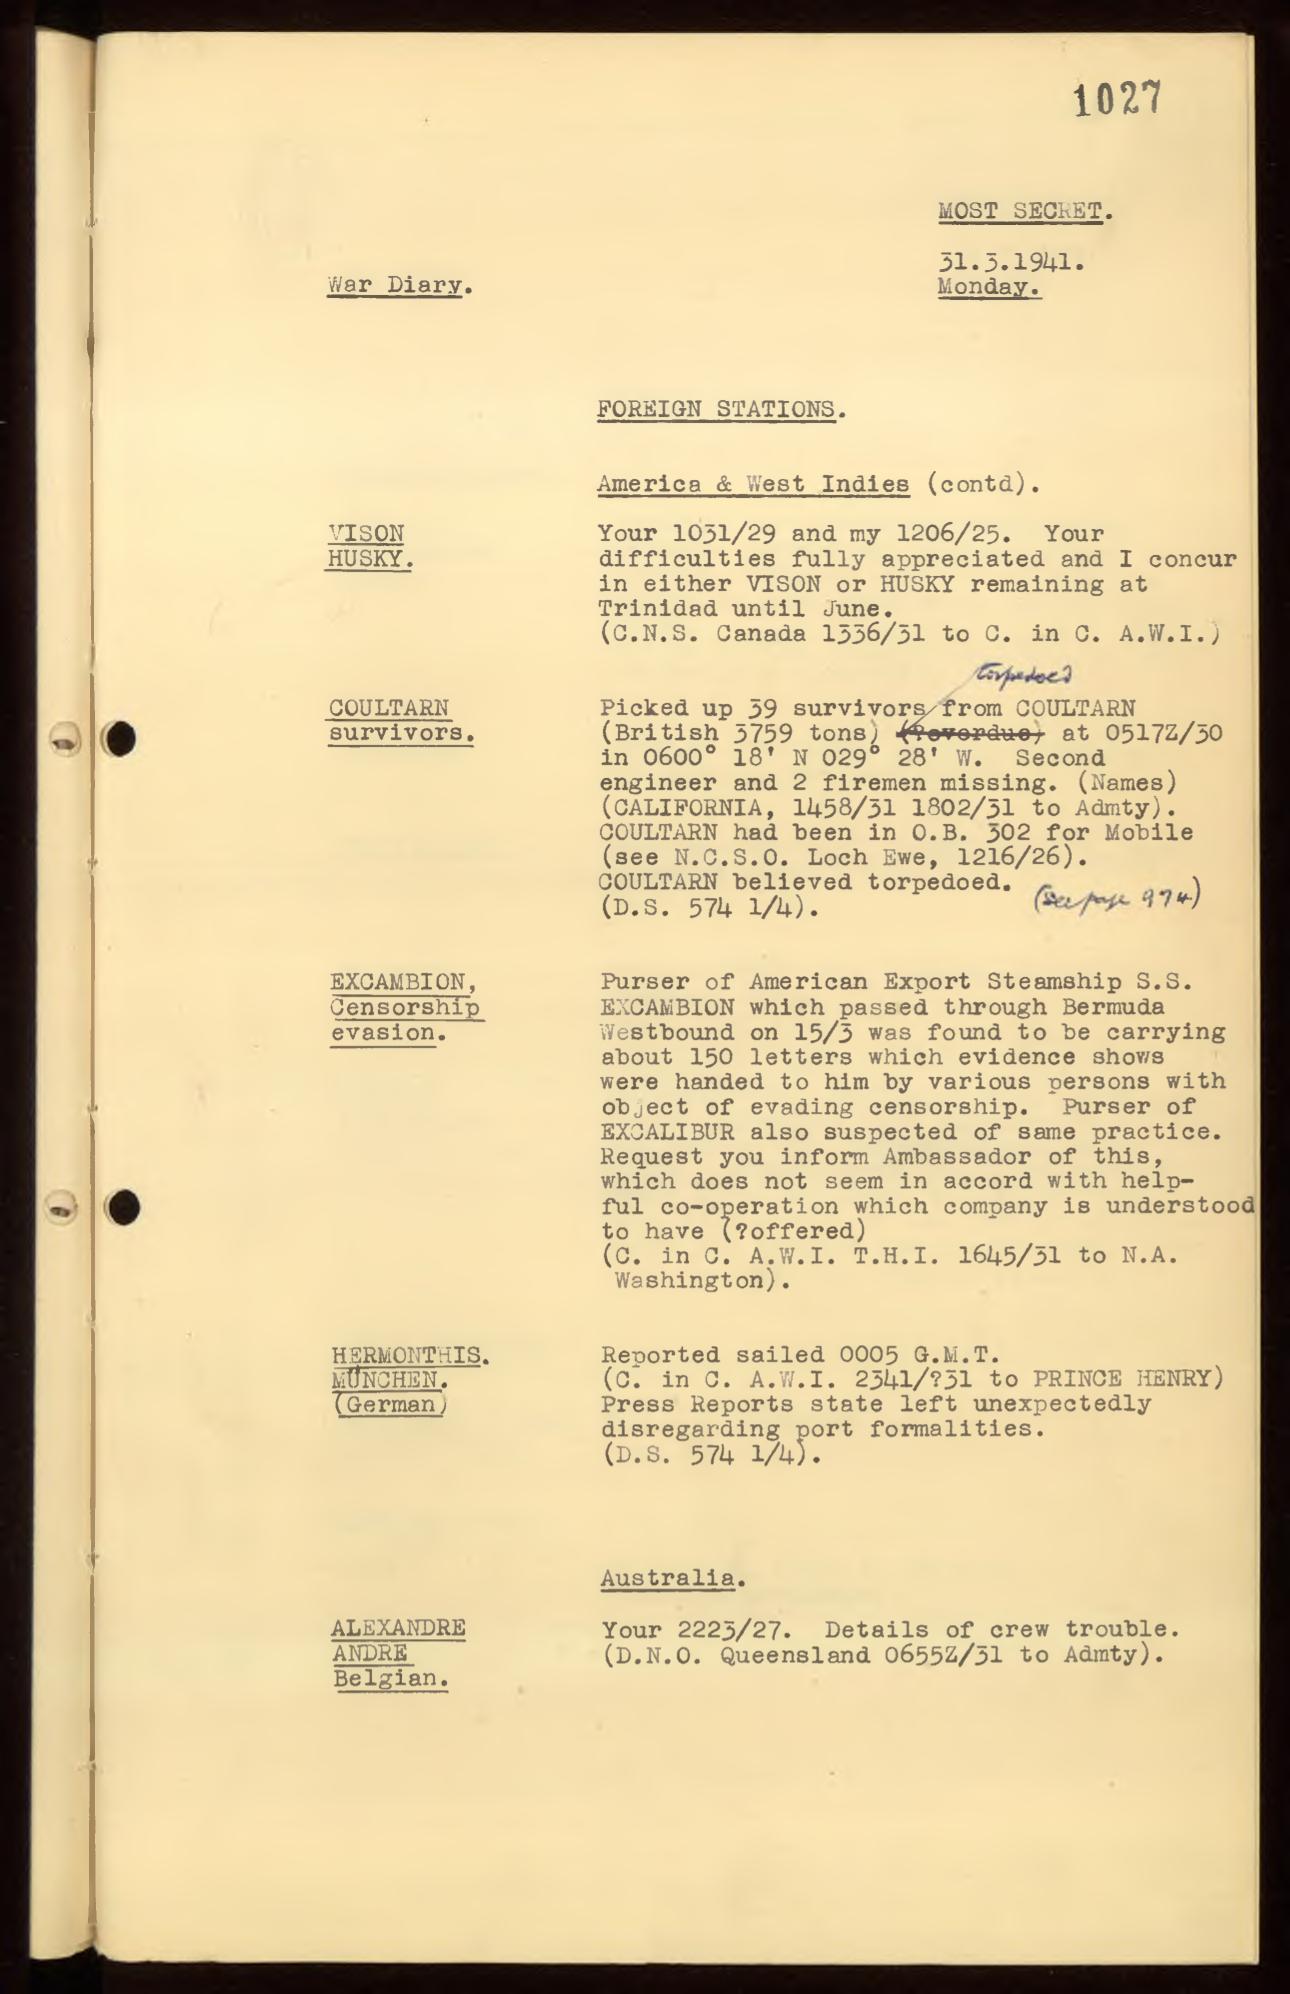 1027
MOST SECRET.
31.3.1941.
War Diary.
Monday.
FOREIGN STATIONS.
America & West Indies (contd).
VISON
HUSKY.
Your 1031/29 and my 1206/25. Your
difficulties fully appreciated and I concur
in either VISON or HUSKY remaining at
Trinidad until June.
(C.N.S. Canada 1336/31 to C. in C. A.W.I.)
torpedoed
COULTARN
survivors.
Picked up 39 survivors from COULTARN
(British 3759 tons) (?overdue) at 0517Z/30
in 0600° 18' N 029° 28' W. Second
engineer and 2 firemen missing. (Names)
(CALIFORNIA, 1458/31 1802/31 to Admty).
COULTARN had been in O.B. 302 for Mobile
(see N.C.S.O. Loch Ewe, 1216/26).
COULTARN believed torpedoed.
(see page 974)
(D.S. 574 1/4).
EXCAMBION,
Censorship
evasion.
Purser of American Export Steamship S.S.
EXCAMBION which passed through Bermuda
Westbound on 15/3 was found to be carrying
about 150 letters which evidence shows
were handed to him by various persons with
object of evading censorship. Purser of
EXCALIBUR also suspected of same practice.
Request you inform Ambassador of this,
which does not seem in accord with help-
ful co-operation which company is understood
to have (?offered)
(C. in C. A.W.I. T.H.I. 1645/31 to N.A.
Washington).
HERMONTHIS.
MÜNCHEN.
(German)
Reported sailed 0005 G.M.T.
(C. in C. A.W.I. 2341/?31 to PRINCE HENRY)
Press Reports state left unexpectedly
disregarding port formalities.
(D.S. 574 1/4).
Australia.
ALEXANDRE
ANDRE
Belgian.
Your 2223/27. Details of crew trouble.
(D.N.O. Queensland 0655Z/31 to Admty).